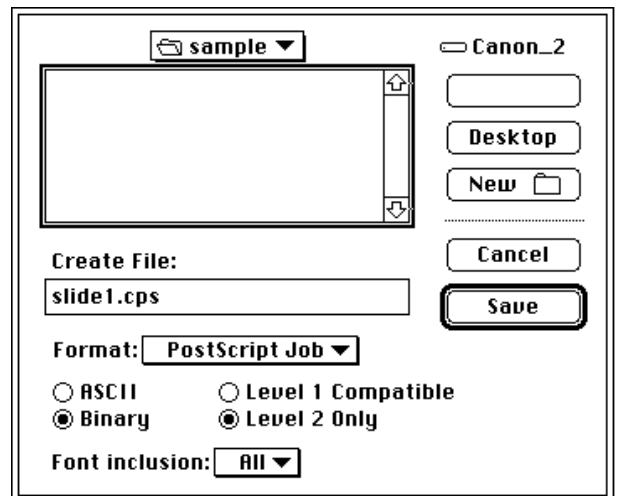 sample
Canon_2
Desktop
New
Create File:
slide1.cps
Cancel
Save
Format: PostScript Job
ASCII
Level 1 Compatible
Binary
Level 2 Only
Font inclusion: All